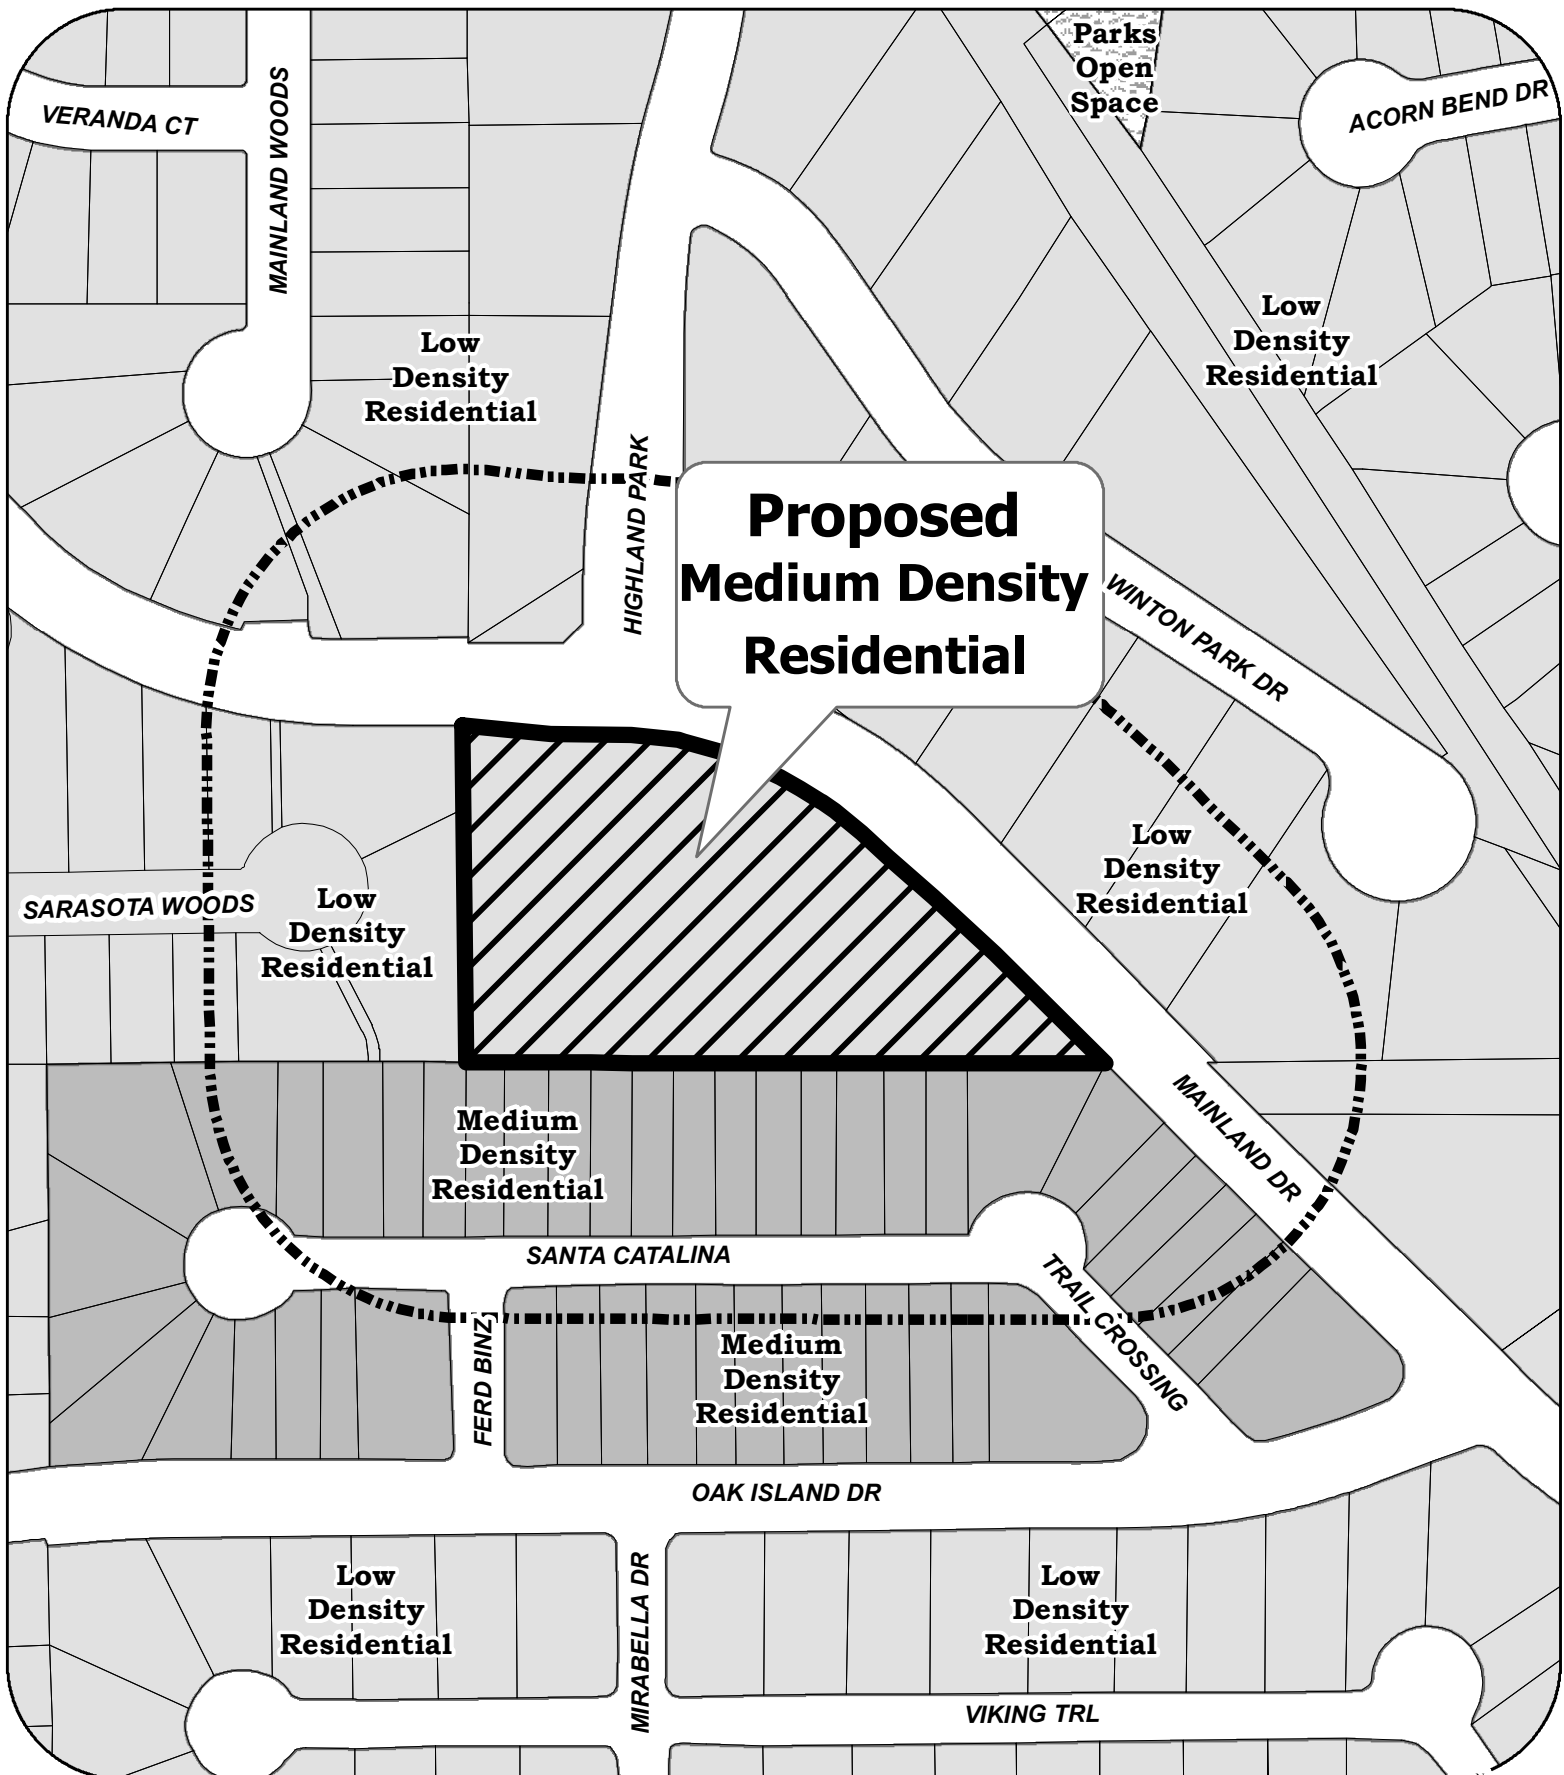 Parks
Open
Space
ACORN BEND DR
VERANDA CT
MAINLAND WOODS
Low
Density
Residential
Low
Density
Residential
HIGHLAND PARK
Proposed
Medium Density
Residential
WINTON PARK DR
Low
Density
Residential
SARASOTA WOODS
Low
Density
Residential
MAINLAND DR
Medium
Density
Residential
SANTA CATALINA
TRAIL CROSSING
FERD BINZ
Medium
Density
Residential
OAK ISLAND DR
MIRABELLA DR
Low
Density
Residential
Low
Density
Residential
VIKING TRL